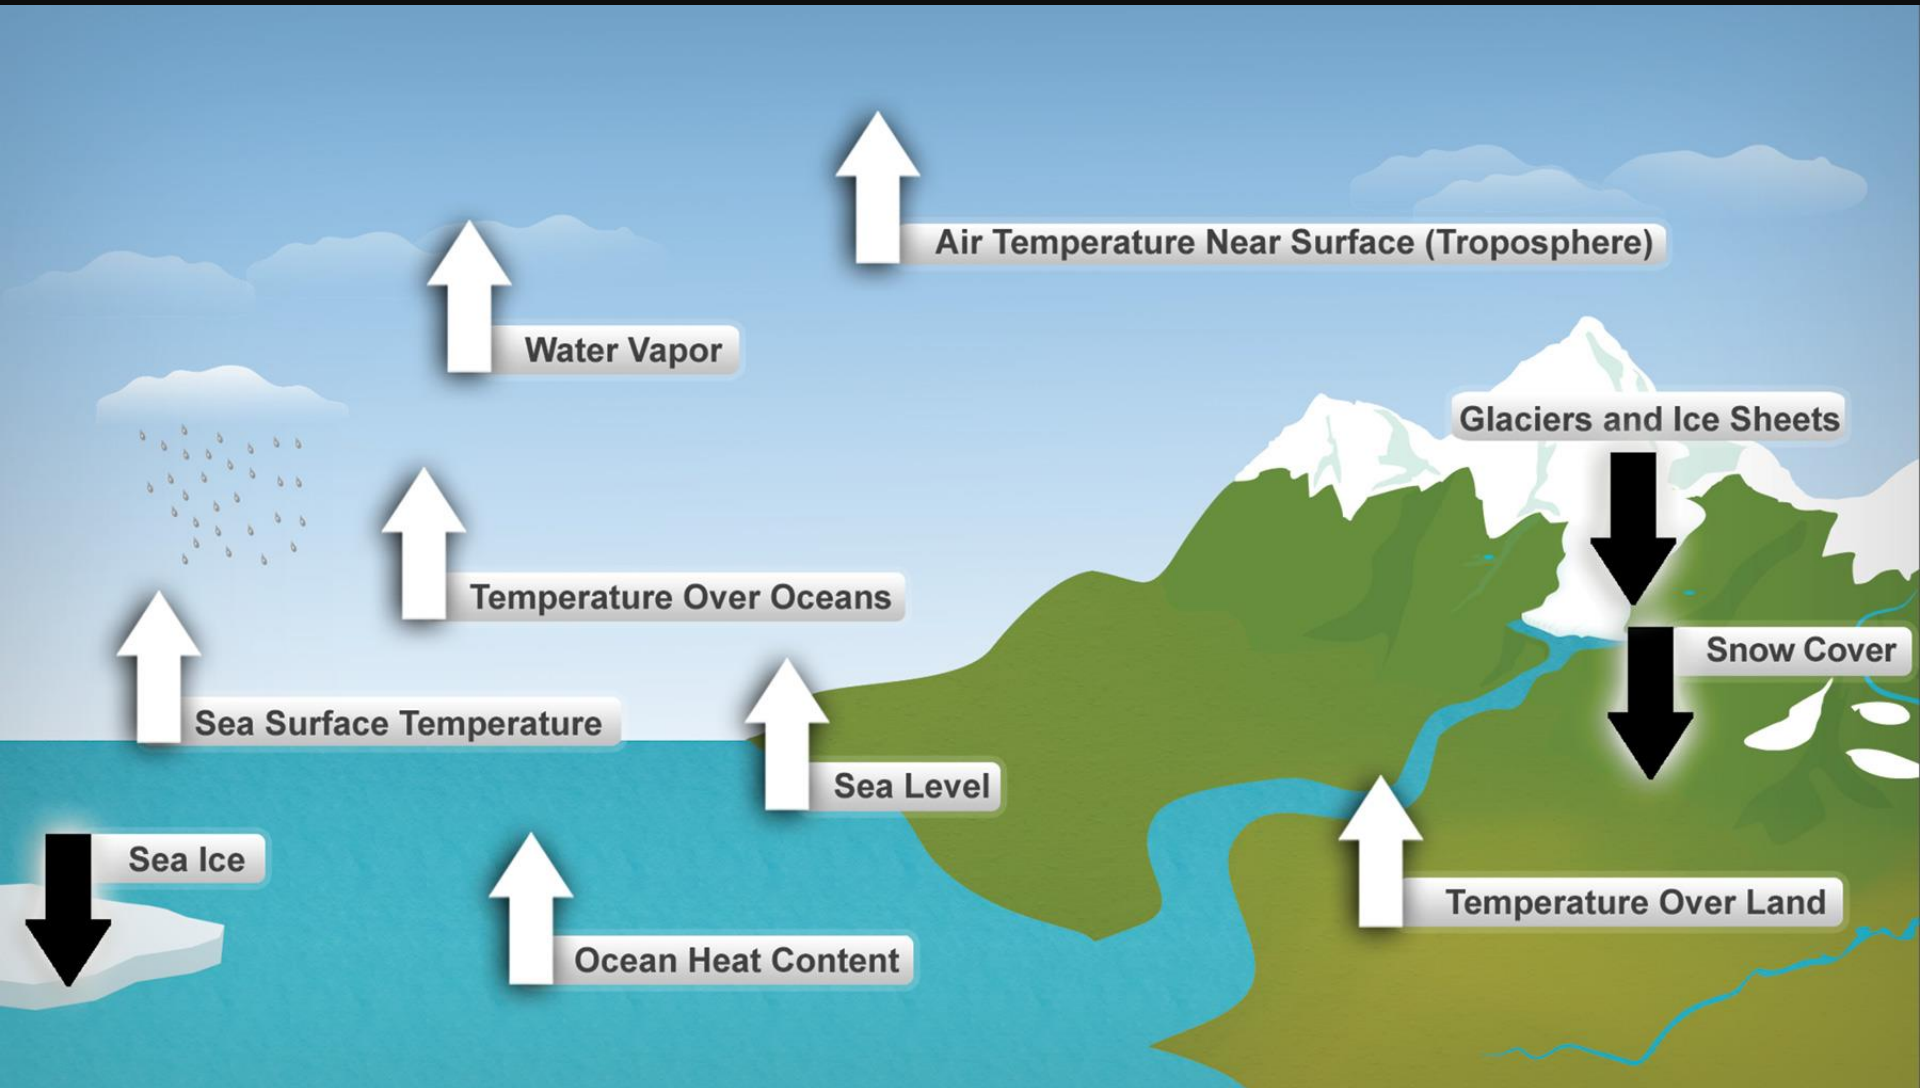 Air Temperature Near Surface (Troposphere)
Water Vapor
Glaciers and Ice Sheets
Temperature Over Oceans
Snow Cover
Sea Surface Temperature
Sea Level
Sea Ice
Temperature Over Land
Ocean Heat Content